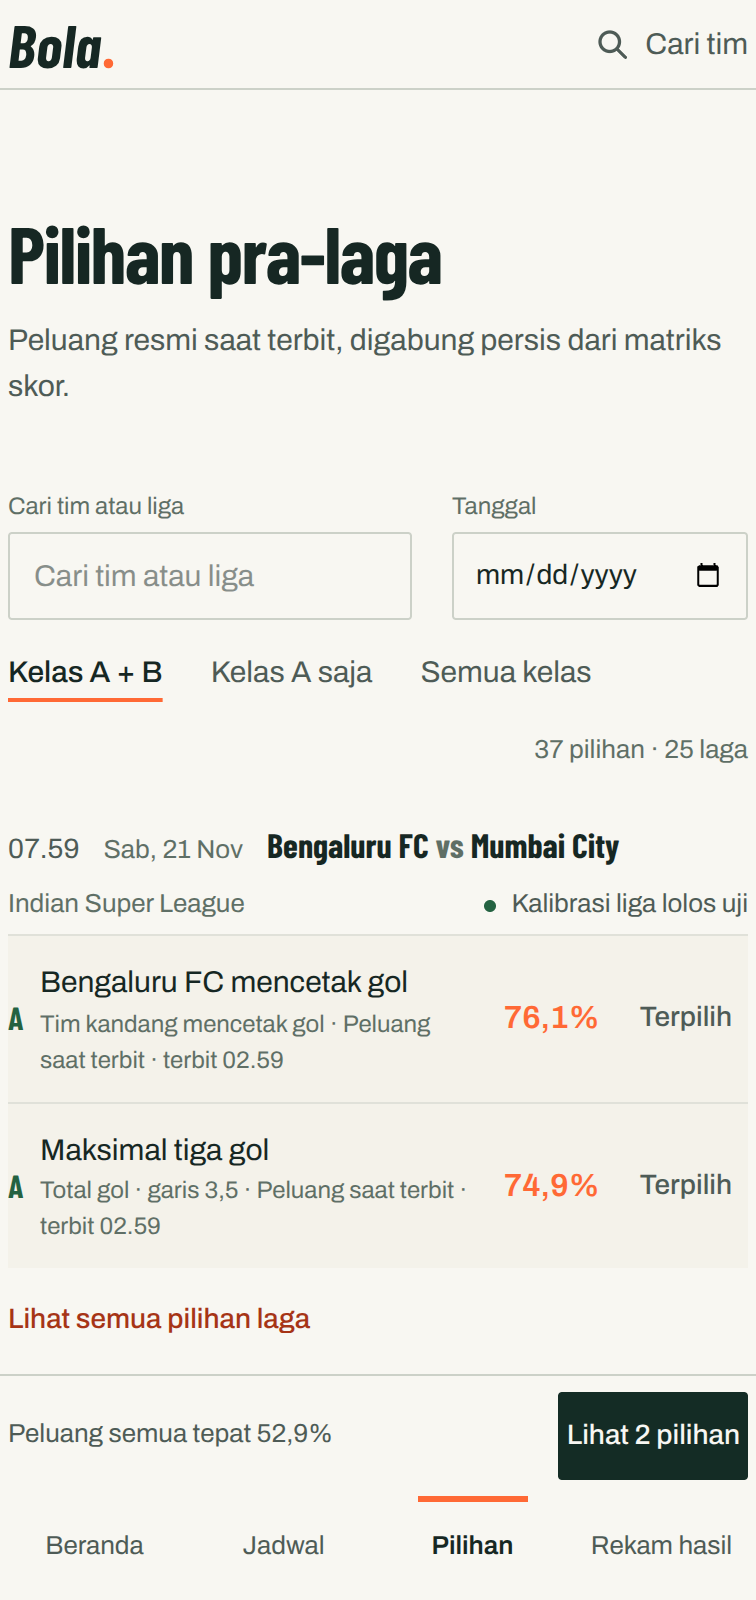 Bola.
Cari tim
Pilihan pra-laga
Peluang resmi saat terbit, digabung persis dari matriks
skor.
Cari tim atau liga
Tanggal
Cari tim atau liga
mm/dd/yyyy
Kelas A + B
Kelas A saja
Semua kelas
37 pilihan · 25 laga
07.59 Sab, 21 Nov Bengaluru FC vs Mumbai City
Indian Super League
Kalibrasi liga lolos uji
A
Bengaluru FC mencetak gol
Tim kandang mencetak gol · Peluang
saat terbit · terbit 02.59
76,1%
Terpilih
A
Maksimal tiga gol
Total gol · garis 3,5 · Peluang saat terbit ·
terbit 02.59
74,9%
Terpilih
Lihat semua pilihan laga
Peluang semua tepat 52,9%
Lihat 2 pilihan
Beranda
Jadwal
Pilihan
Rekam hasil